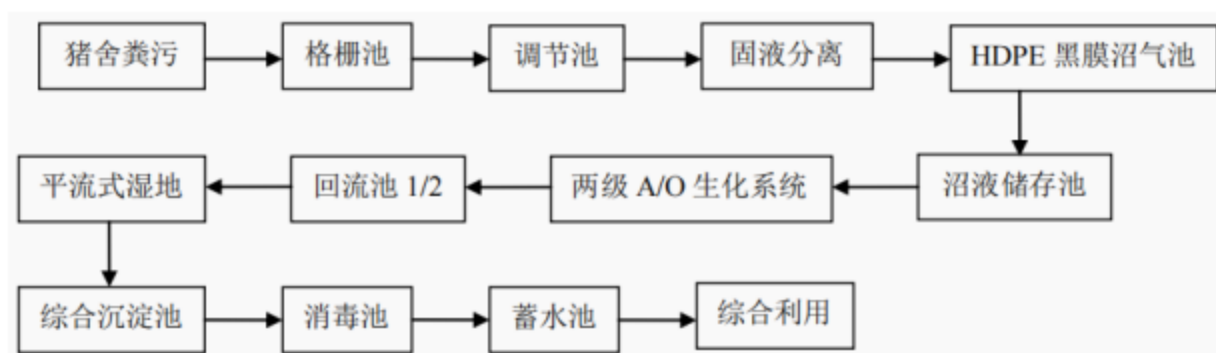 猪舍粪污
格栅池
调节池
固液分离
HDPE 黑膜沼气池
沼液储存池
两级 A/O 生化系统
回流池 1/2
平流式湿地
综合沉淀池
消毒池
蓄水池
综合利用